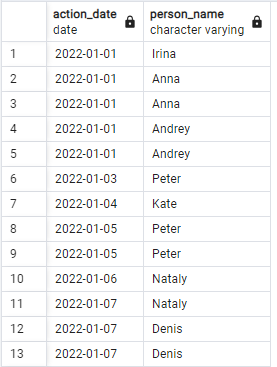 action_date person_name
date character varying
1 2022-01-01 Irina
2 2022-01-01 Anna
3 2022-01-01 Anna
4 2022-01-01 Andrey
5 2022-01-01 Andrey
6 2022-01-03 Peter
7 2022-01-04 Kate
8 2022-01-05 Peter
9 2022-01-05 Peter
10 2022-01-06 Nataly
11 2022-01-07 Nataly
12 2022-01-07 Denis
13 2022-01-07 Denis